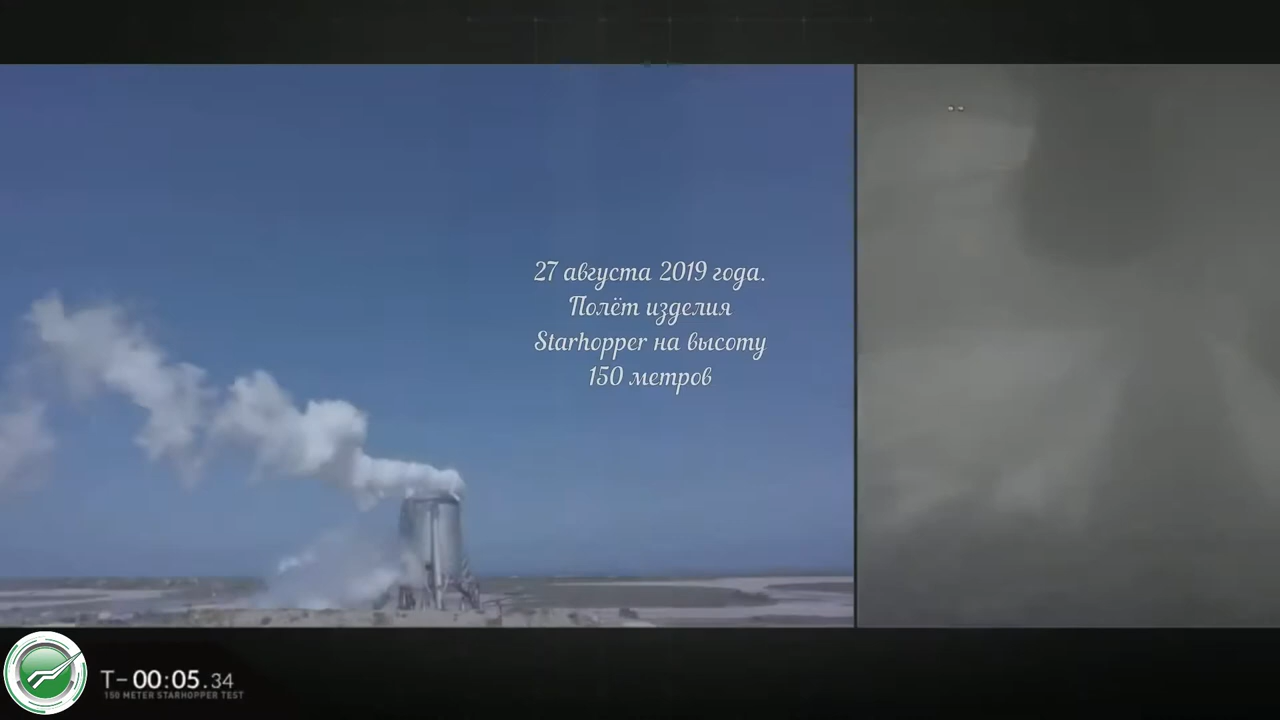 27 августа 2019 года.
Полёт изделия
Starhopper на высоту
150 метров
T-00:05.34
150 METER STARHOPPER TEST